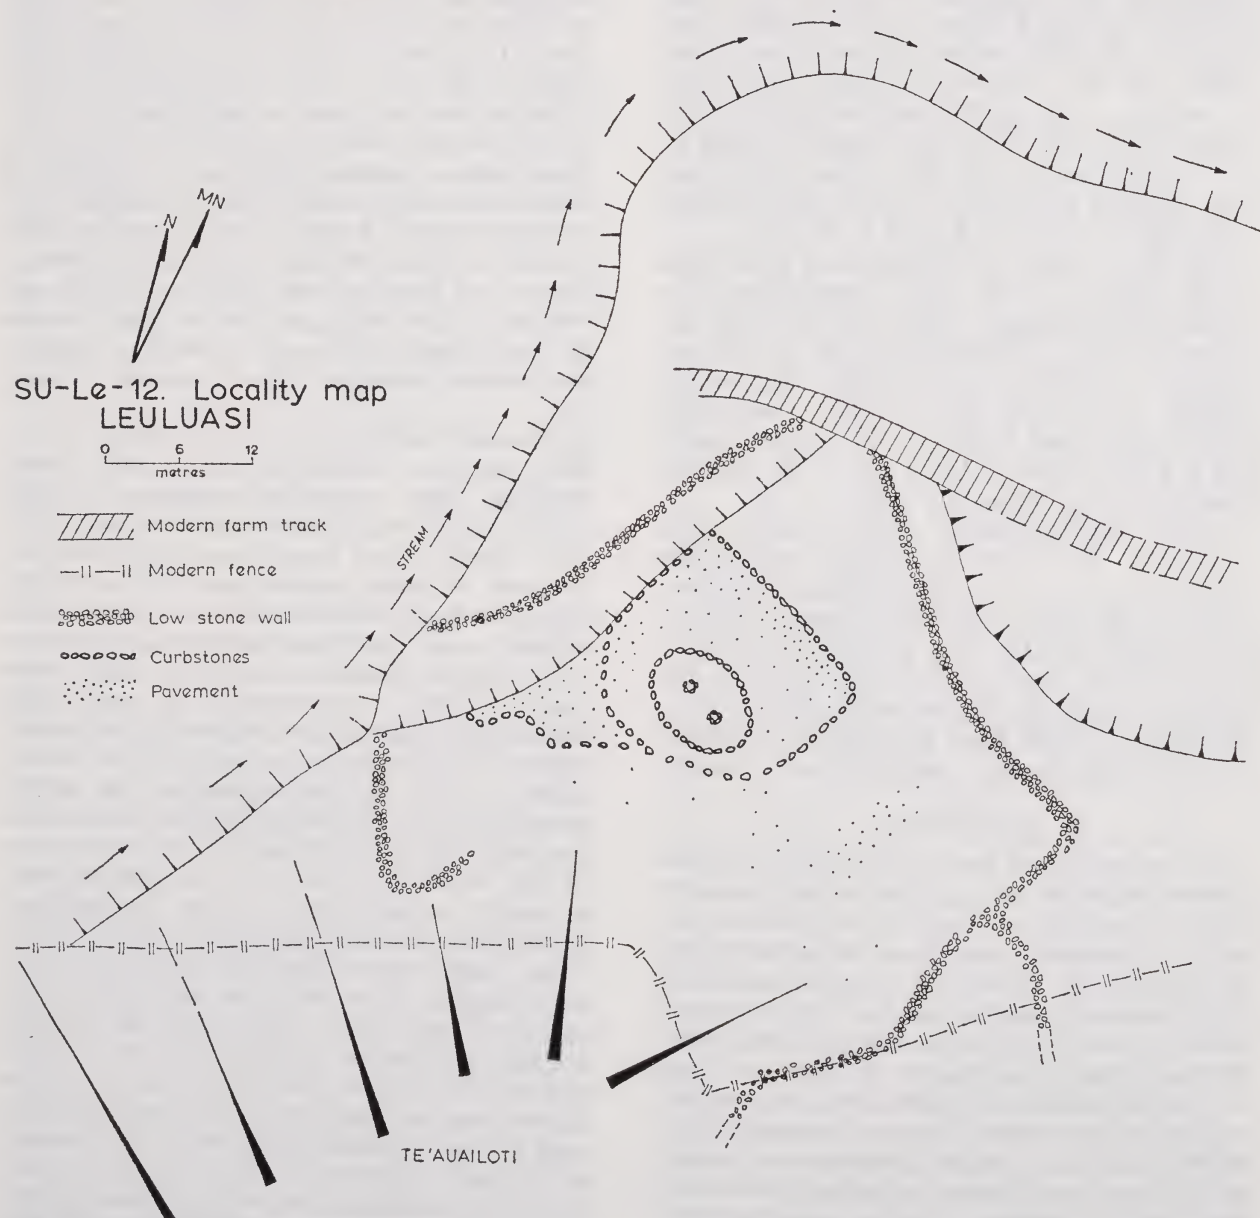 N
MN
SU-Le-12. Locality map
LEULUASI
0 6 12
metres
Modern farm track
Modern fence
Low stone wall
Curbstones
Pavement
STREAM
TE'AUAILOTI